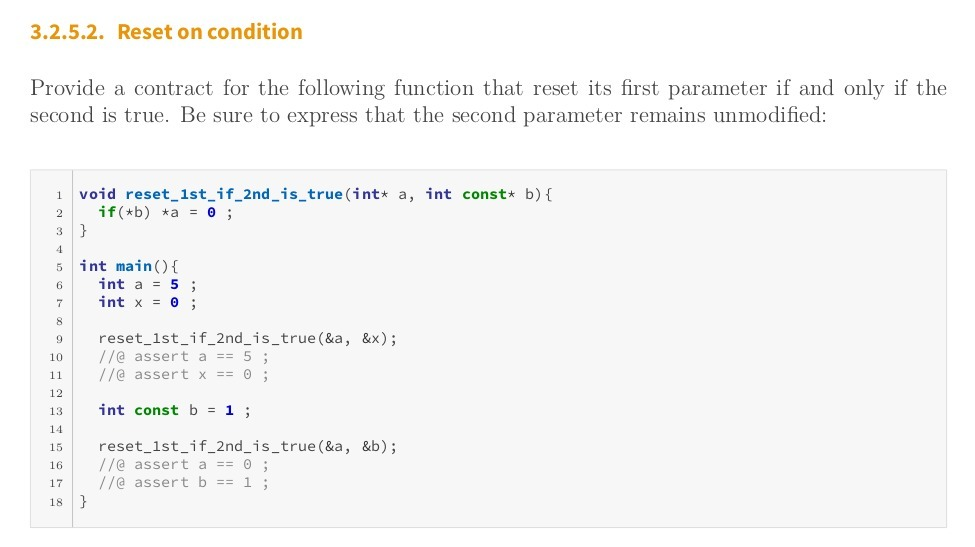 3.2.5.2. Reset on condition
Provide a contract for the following function that reset its first parameter if and only if the
second is true. Be sure to express that the second parameter remains unmodified:
1 void reset_1st_if_2nd_is_true(int* a, int const* b){
2   if(*b) *a = 0 ;
3 }
4
5 int main(){
6   int a = 5 ;
7   int x = 0 ;
8
9   reset_1st_if_2nd_is_true(&a, &x);
10   //@ assert a == 5 ;
11   //@ assert x == 0 ;
12
13   int const b = 1 ;
14
15   reset_1st_if_2nd_is_true(&a, &b);
16   //@ assert a == 0 ;
17   //@ assert b == 1 ;
18 }